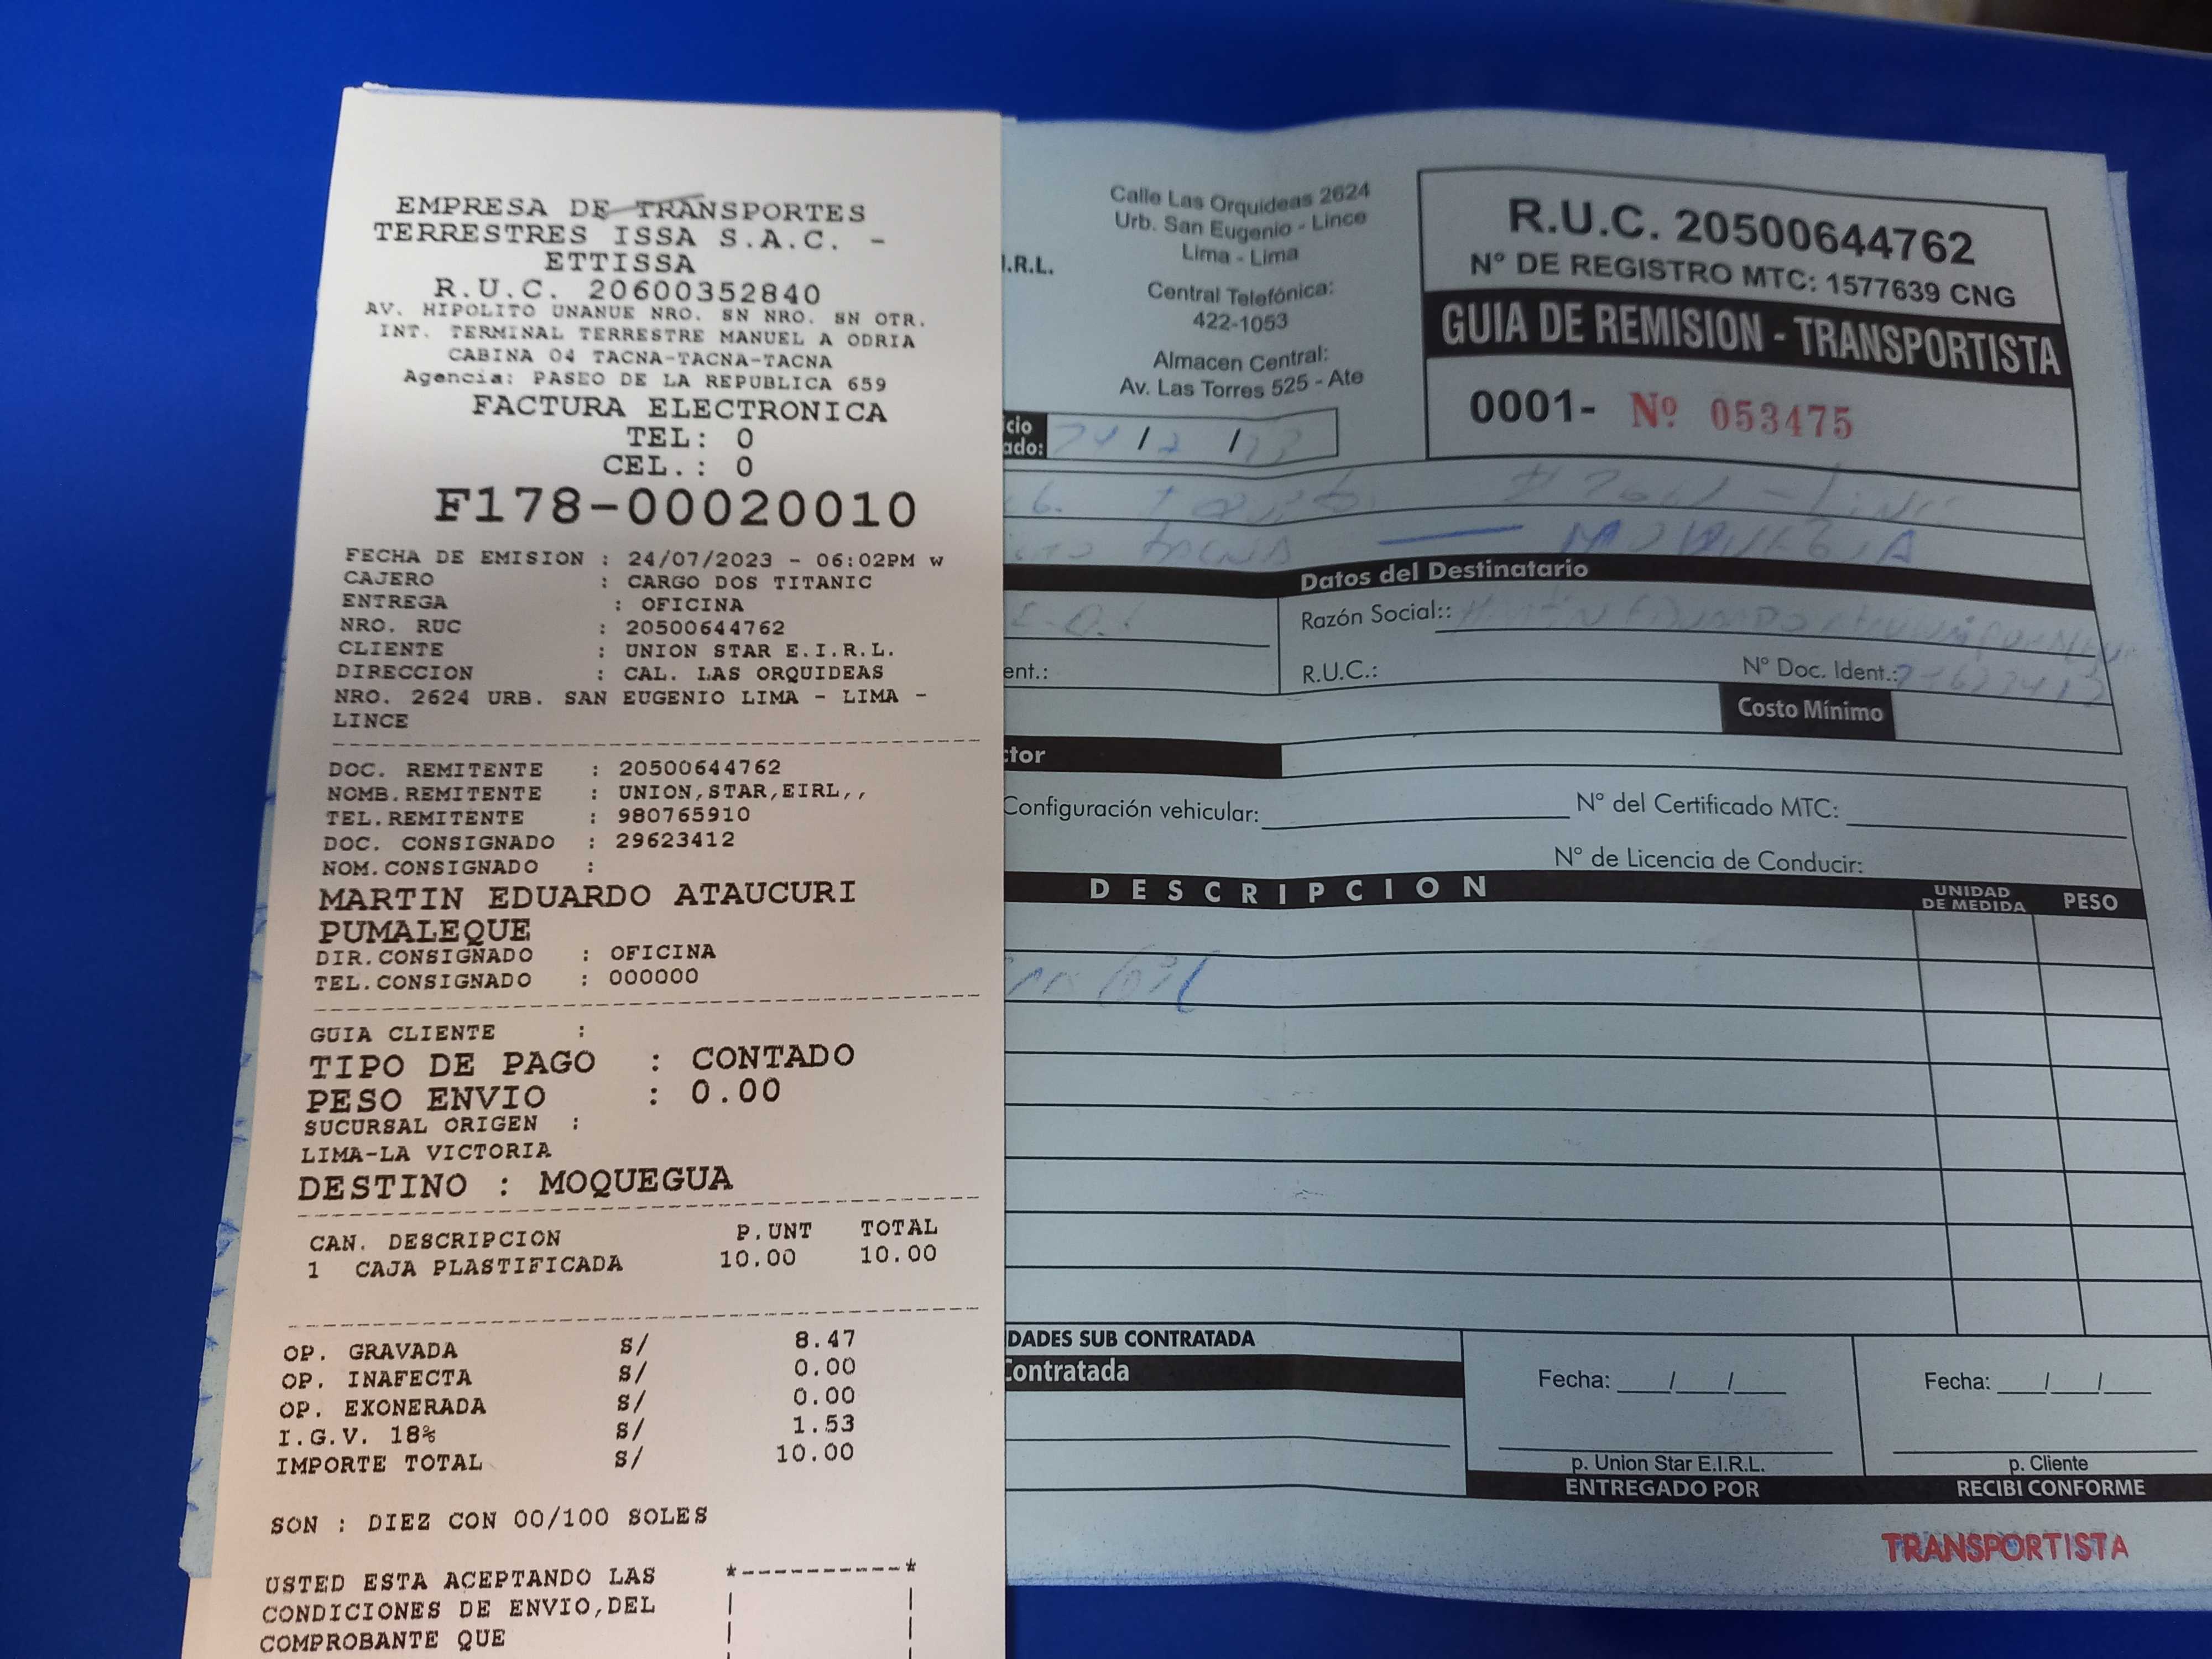 EMPRESA DE TRANSPORTES
TERRESTRES ISSA S.A.C. -
ETTISSA
R.U.C. 20600352840
AV. HIPOLITO UNANUE NRO. SN NRO. SN OTR.
INT. TERMINAL TERRESTRE MANUEL A ODRIA
CABINA 04 TACNA-TACNA-TACNA
Agencia: PASEO DE LA REPUBLICA 659
FACTURA ELECTRONICA
TEL: 0
CEL.: 0
F178-00020010
FECHA DE EMISION : 24/07/2023 - 06:02PM w
CAJERO : CARGO DOS TITANIC
ENTREGA : OFICINA
NRO. RUC : 20500644762
CLIENTE : UNION STAR E.I.R.L.
DIRECCION : CAL. LAS ORQUIDEAS
NRO. 2624 URB. SAN EUGENIO LIMA - LIMA -
LINCE
DOC. REMITENTE : 20500644762
NOMB.REMITENTE : UNION,STAR,EIRL,,
TEL.REMITENTE : 980765910
DOC. CONSIGNADO : 29623412
NOM.CONSIGNADO :
MARTIN EDUARDO ATAUCURI
PUMALEQUE
DIR.CONSIGNADO : OFICINA
TEL.CONSIGNADO : 000000
GUIA CLIENTE :
TIPO DE PAGO : CONTADO
PESO ENVIO : 0.00
SUCURSAL ORIGEN :
LIMA-LA VICTORIA
DESTINO : MOQUEGUA
CAN. DESCRIPCION P.UNT TOTAL
1 CAJA PLASTIFICADA 10.00 10.00
OP. GRAVADA S/ 8.47
OP. INAFECTA S/ 0.00
OP. EXONERADA S/ 0.00
I.G.V. 18% S/ 1.53
IMPORTE TOTAL S/ 10.00
SON : DIEZ CON 00/100 SOLES
USTED ESTA ACEPTANDO LAS
CONDICIONES DE ENVIO,DEL
COMPROBANTE QUE
.R.L.
Calle Las Orquideas 2624
Urb. San Eugenio - Lince
Lima - Lima
Central Telefónica:
422-1053
Almacen Central:
Av. Las Torres 525 - Ate
R.U.C. 20500644762
N° DE REGISTRO MTC: 1577639 CNG
GUIA DE REMISION - TRANSPORTISTA
0001- Nº 053475
cio
ado:
TACNA — MOQUEGUA
Datos del Destinatario
Razón Social::
ent.:
R.U.C.: N° Doc. Ident.:
Costo Mínimo
tor
Configuración vehicular: N° del Certificado MTC:
N° de Licencia de Conducir:
DESCRIPCION UNIDAD DE MEDIDA PESO
DADES SUB CONTRATADA
Contratada
Fecha: ___/___/___ Fecha: ___/___/___
p. Union Star E.I.R.L. p. Cliente
ENTREGADO POR RECIBI CONFORME
TRANSPORTISTA